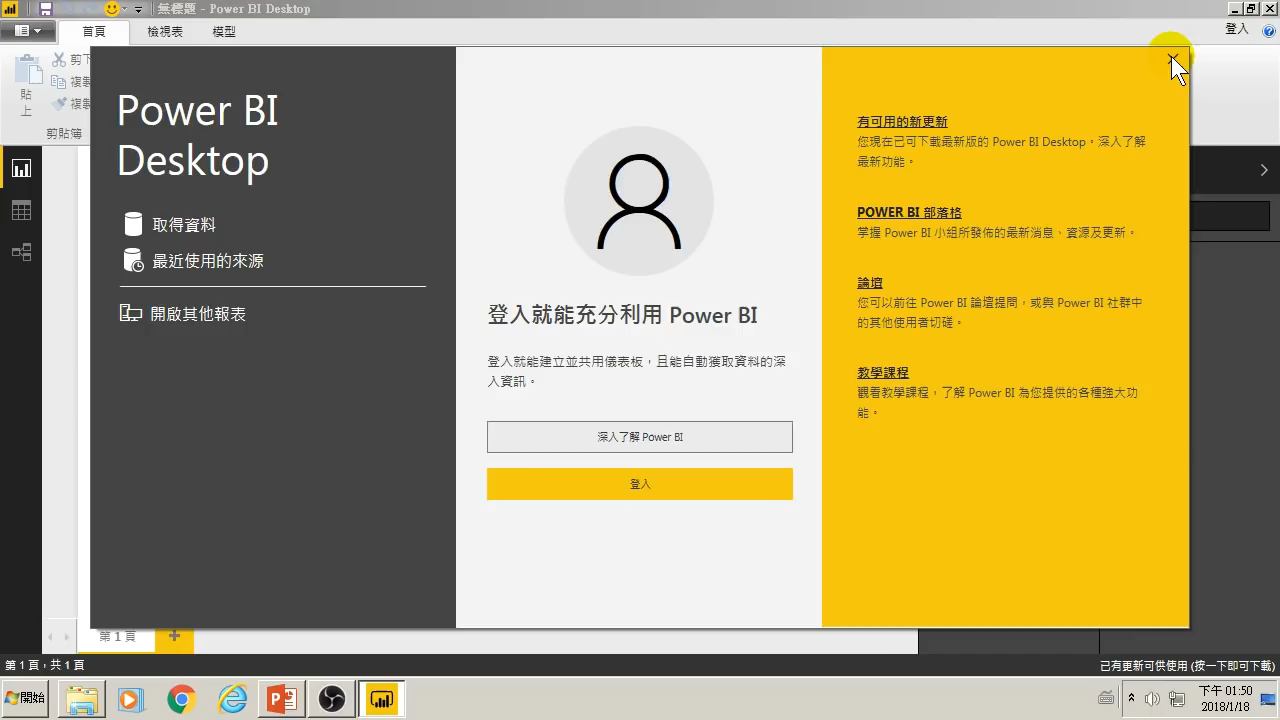 無標題 - Power BI Desktop
首頁
檢視表
模型
登入
剪下
貼上
複製
複製
剪貼簿
Power BI
Desktop
取得資料
最近使用的來源
開啟其他報表
登入就能充分利用 Power BI
登入就能建立並共用儀表板，且能自動獲取資料的深
入資訊。
深入了解 Power BI
登入
有可用的新更新
您現在已可下載最新版的 Power BI Desktop。深入了解
最新功能。
POWER BI 部落格
掌握 Power BI 小組所發佈的最新消息、資源及更新。
論壇
您可以前往 Power BI 論壇提問，或與 Power BI 社群中
的其他使用者切磋。
教學課程
觀看教學課程，了解 Power BI 為您提供的各種強大功
能。
第 1 頁
第 1 頁，共 1 頁
已有更新可供使用 (按一下即可下載)
開始
下午 01:50
2018/1/18